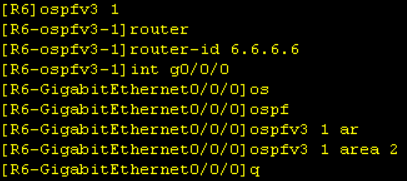 [R6]ospfv3 1
[R6-ospfv3-1]router
[R6-ospfv3-1]router-id 6.6.6.6
[R6-ospfv3-1]int g0/0/0
[R6-GigabitEthernet0/0/0]os
[R6-GigabitEthernet0/0/0]ospf
[R6-GigabitEthernet0/0/0]ospfv3 1 ar
[R6-GigabitEthernet0/0/0]ospfv3 1 area 2
[R6-GigabitEthernet0/0/0]q